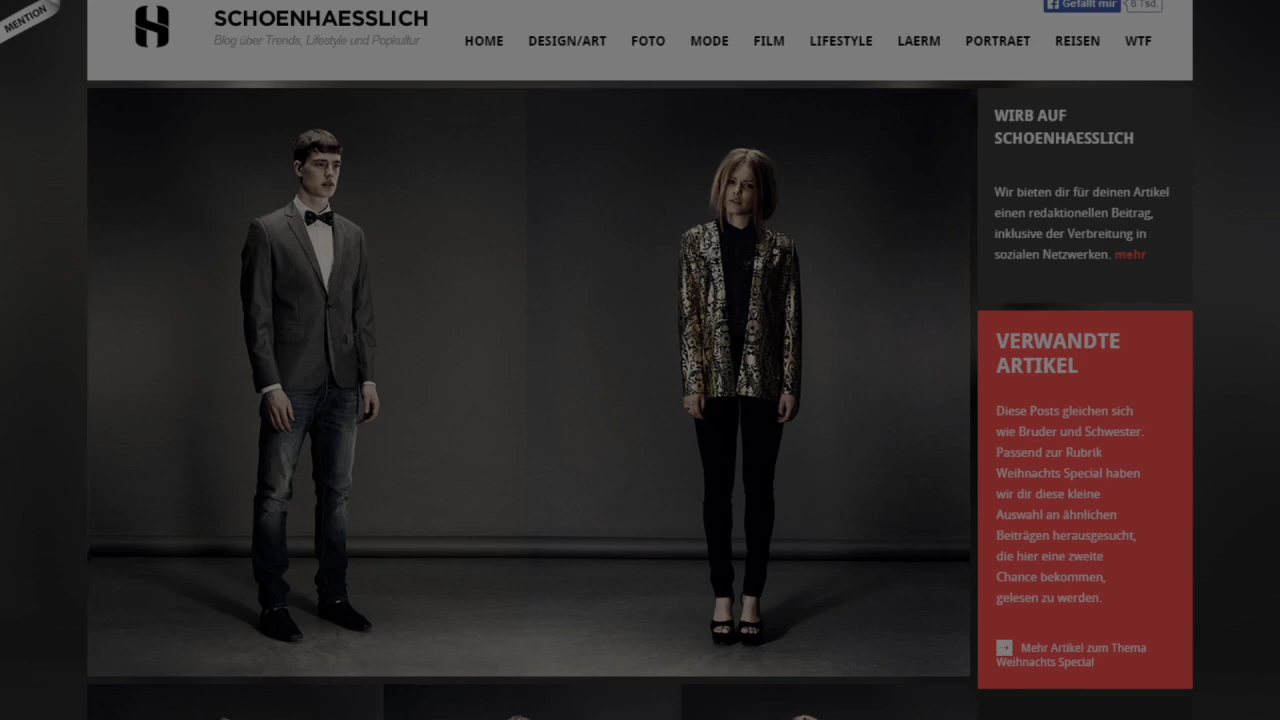 MENTION
SCHOENHAESSLICH
Blog über Trends, Lifestyle und Popkultur
Gefällt mir
8 Tsd.
HOME DESIGN/ART FOTO MODE FILM LIFESTYLE LAERM PORTRAET REISEN WTF
WIRB AUF
SCHOENHAESSLICH
Wir bieten dir für deinen Artikel
einen redaktionellen Beitrag,
inklusive der Verbreitung in
sozialen Netzwerken. mehr
VERWANDTE
ARTIKEL
Diese Posts gleichen sich
wie Bruder und Schwester.
Passend zur Rubrik
Weihnachts Special haben
wir dir diese kleine
Auswahl an ähnlichen
Beiträgen herausgesucht,
die hier eine zweite
Chance bekommen,
gelesen zu werden.
Mehr Artikel zum Thema
Weihnachts Special